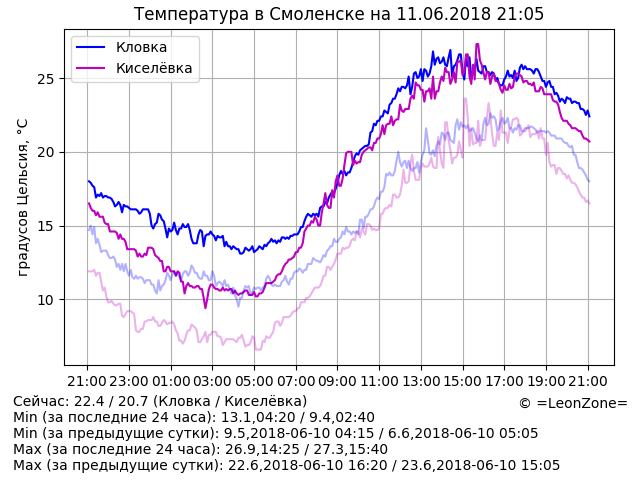 Температура в Смоленске на 11.06.2018 21:05
Кловка
Киселёвка
градусов Цельсия, °C
25
20
15
10
21:00 23:00 01:00 03:00 05:00 07:00 09:00 11:00 13:00 15:00 17:00 19:00 21:00
Сейчас: 22.4 / 20.7 (Кловка / Киселёвка)
© =LeonZone=
Min (за последние 24 часа): 13.1,04:20 / 9.4,02:40
Min (за предыдущие сутки): 9.5,2018-06-10 04:15 / 6.6,2018-06-10 05:05
Max (за последние 24 часа): 26.9,14:25 / 27.3,15:40
Max (за предыдущие сутки): 22.6,2018-06-10 16:20 / 23.6,2018-06-10 15:05